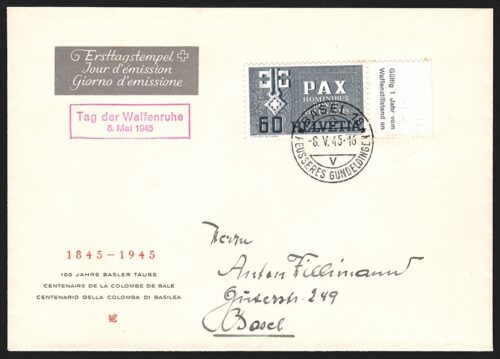 Ersttagstempel
Jour d'émission
Giorno d'emissione
Tag der Waffenruhe
8. Mai 1945
PAX
HOMINIBUS
60 HELVETIA
Gültig 1 Jahr vom
Waffenstillstand an
BASEL 18
-8.V.45-16
V
AEUSSERES GUNDELDINGEN
1845-1945
100 JAHRE BASLER TAUBE
CENTENAIRE DE LA COLOMBE DE BALE
CENTENARIO DELLA COLOMBA DI BASILEA
Herrn
Anton Fillimann
Güterstr. 249
Basel